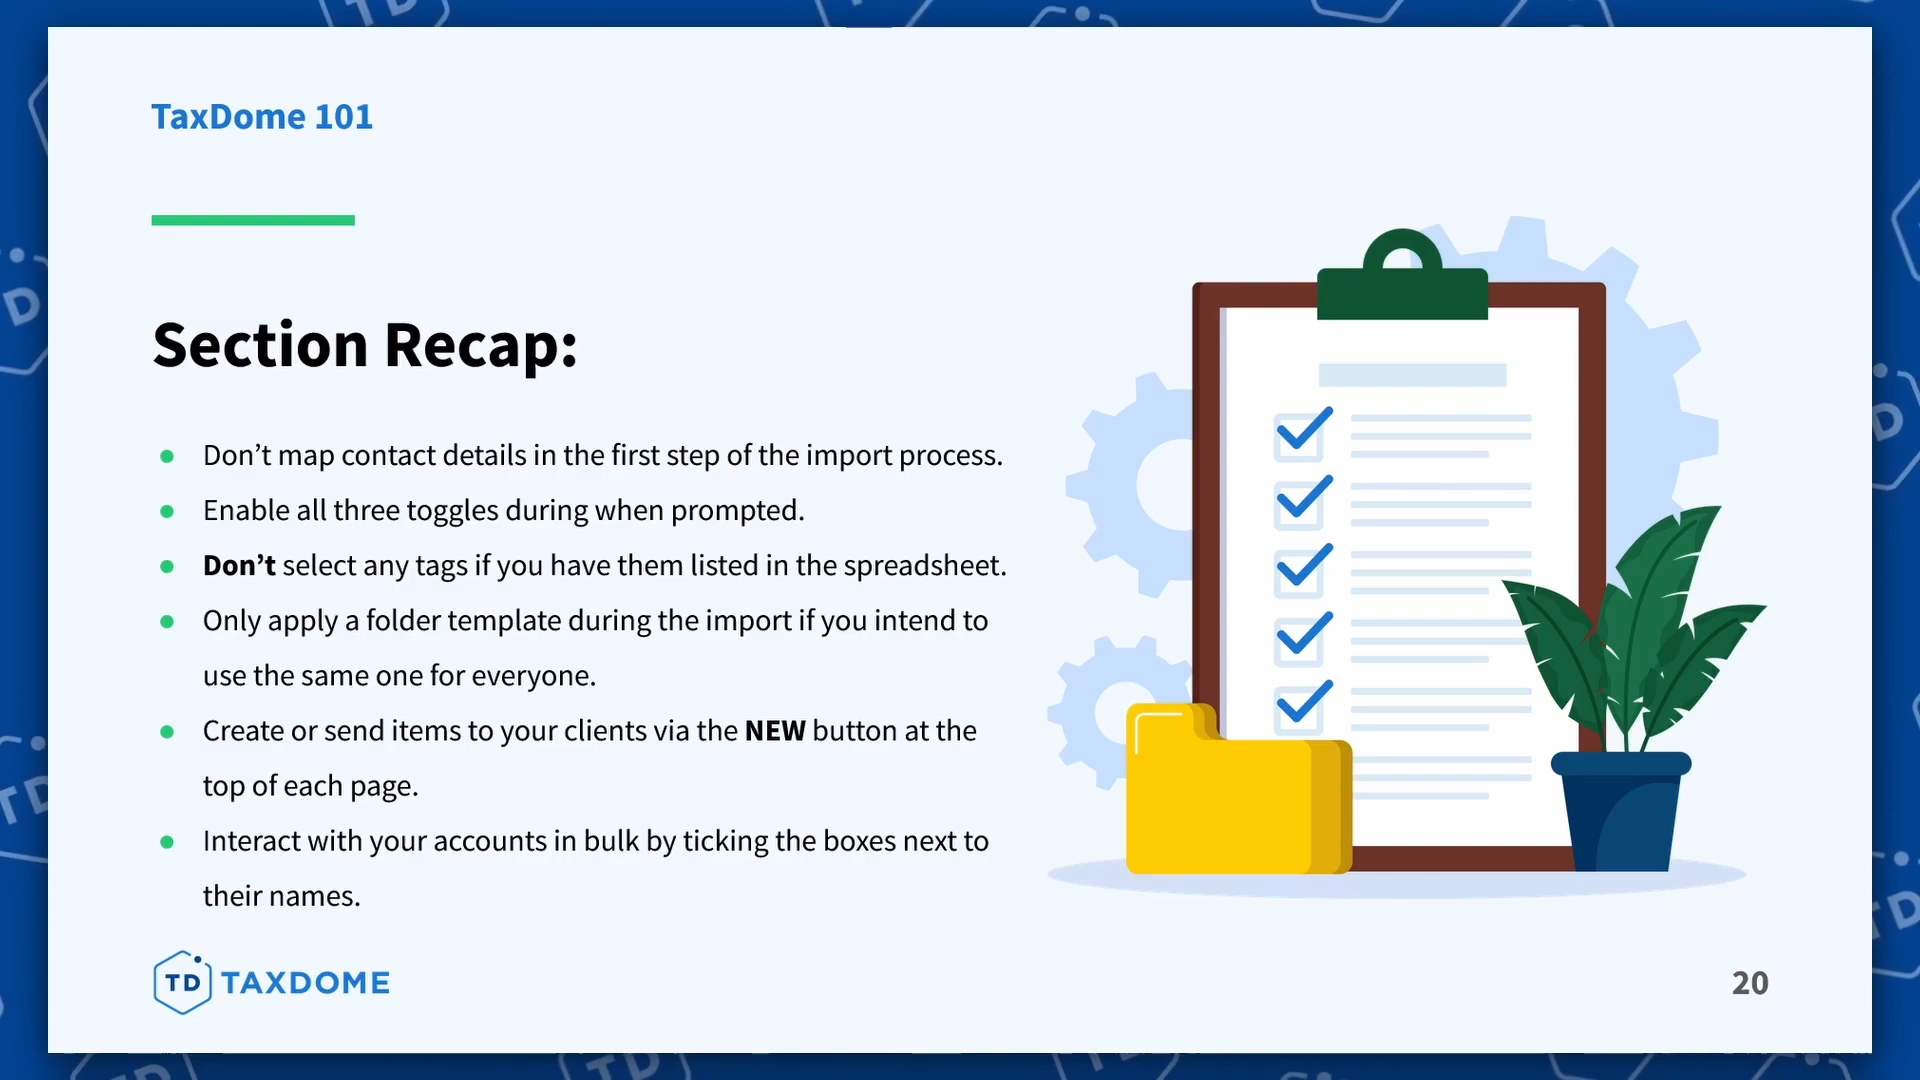 TaxDome 101
Section Recap:
● Don’t map contact details in the first step of the import process.
● Enable all three toggles during when prompted.
● Don’t select any tags if you have them listed in the spreadsheet.
● Only apply a folder template during the import if you intend to
use the same one for everyone.
● Create or send items to your clients via the NEW button at the
top of each page.
● Interact with your accounts in bulk by ticking the boxes next to
their names.
TD TAXDOME
20